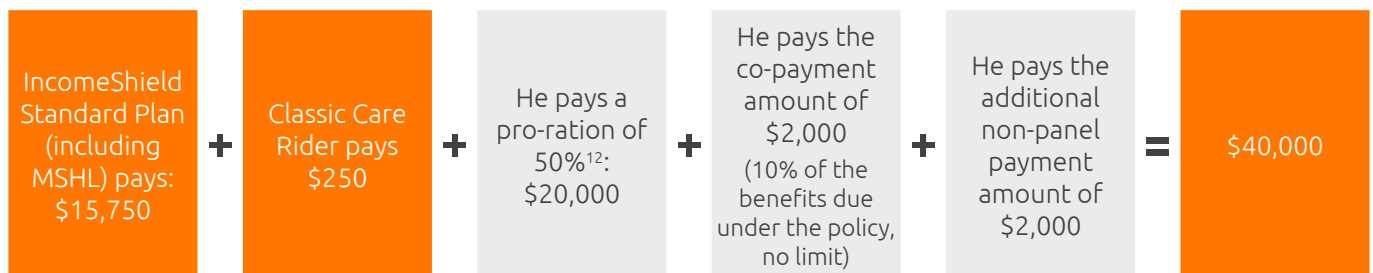 IncomeShield
Standard Plan
(including
MSHL) pays:
$15,750
+
Classic Care
Rider pays
$250
+
He pays a
pro-ration of
50%¹²:
$20,000
+
He pays the
co-payment
amount of
$2,000
(10% of the
benefits due
under the policy,
no limit)
+
He pays the
additional
non-panel
payment
amount of
$2,000
=
$40,000